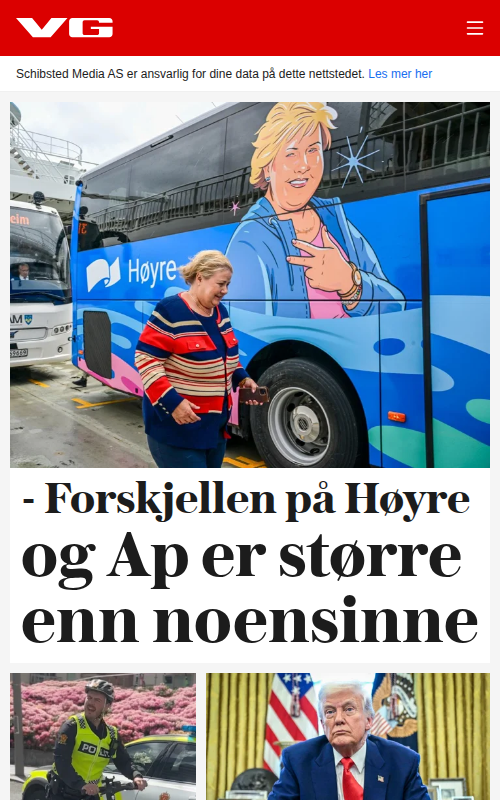 VG
Schibsted Media AS er ansvarlig for dine data på dette nettstedet. Les mer her
Høyre
- Forskjellen på Høyre
og Ap er større
enn noensinne